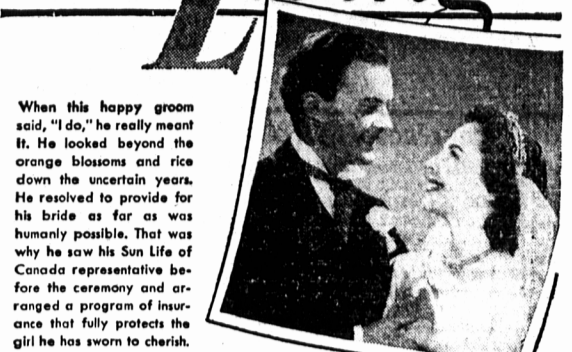 When this happy groom
said, "I do," he really meant
it. He looked beyond the
orange blossoms and rice
down the uncertain years.
He resolved to provide for
his bride as far as was
humanly possible. That was
why he saw his Sun Life of
Canada representative be-
fore the ceremony and ar-
ranged a program of insur-
ance that fully protects the
girl he has sworn to cherish.